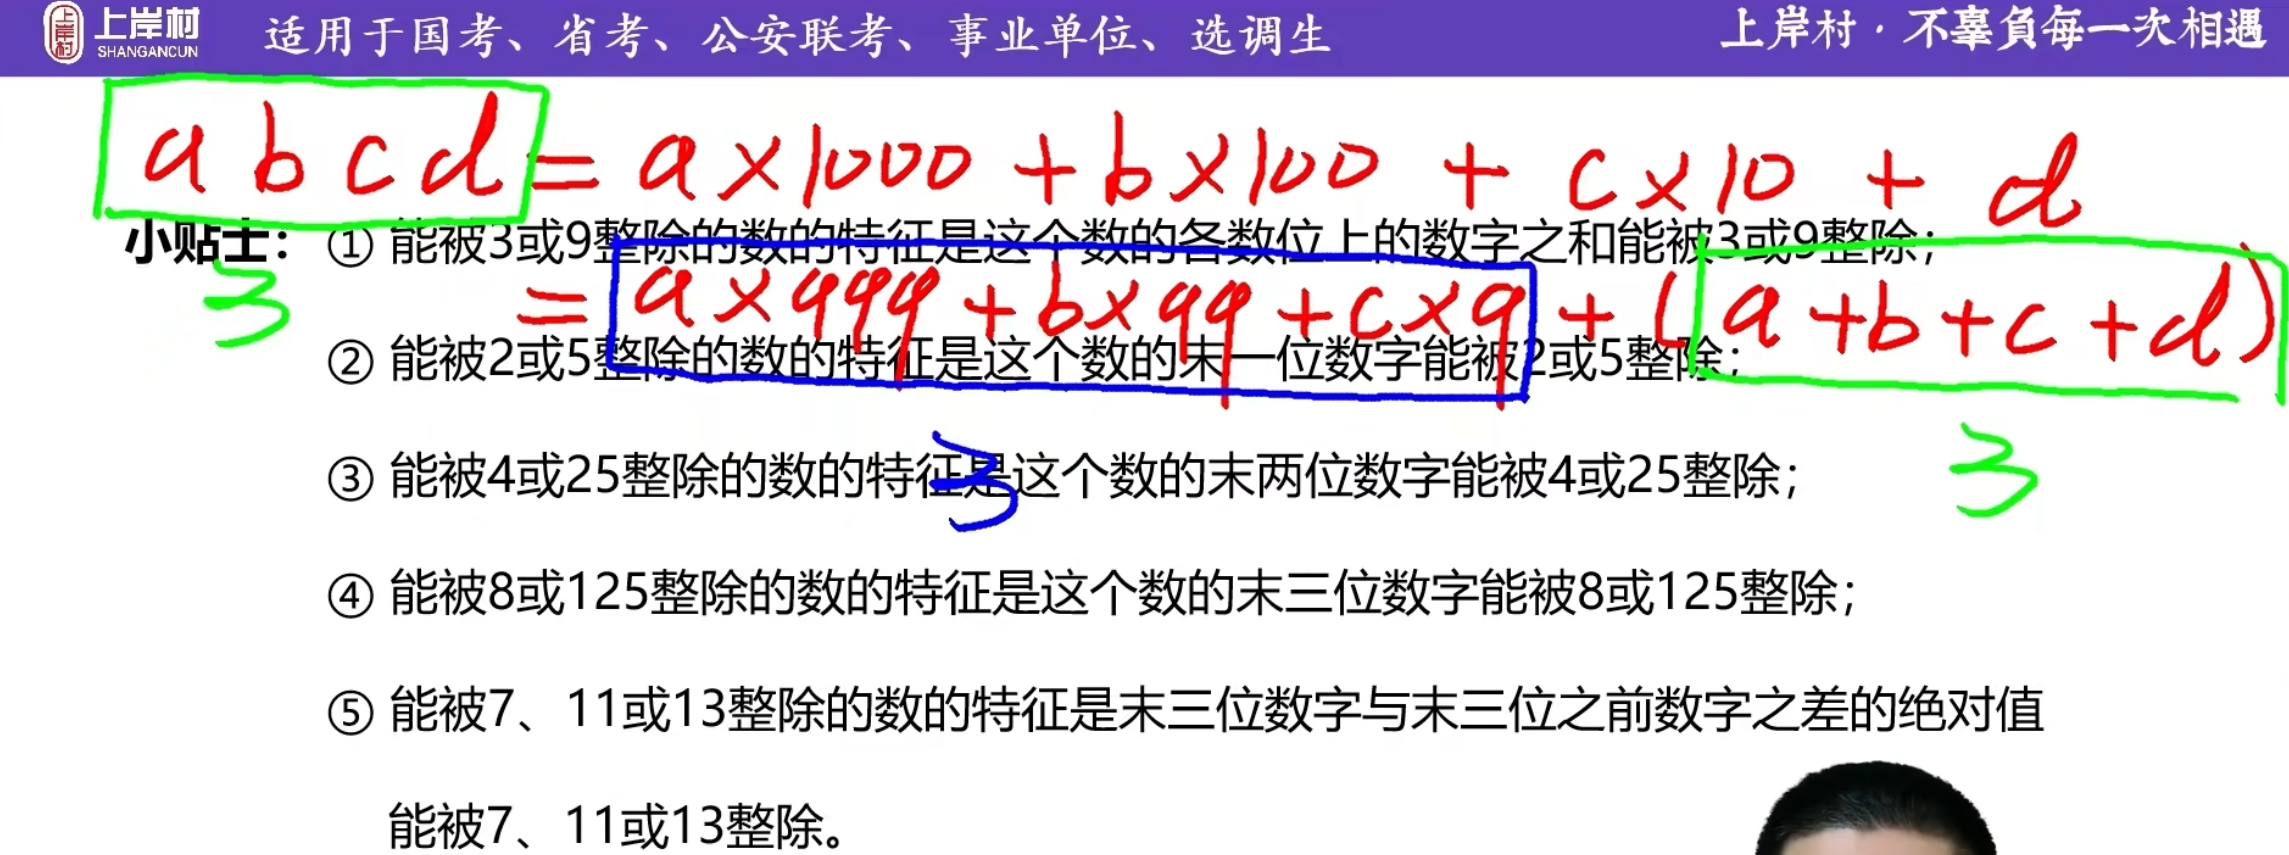 上岸村
SHANGANCUN
适用于国考、省考、公安联考、事业单位、选调生
上岸村·不辜負每一次相遇
abcd = a×1000 + b×100 + c×10 + d
小贴士：① 能被3或9整除的数的特征是这个数的各数位上的数字之和能被3或9整除；
3
= a×999 + b×99 + c×9 + (a+b+c+d)
② 能被2或5整除的数的特征是这个数的末一位数字能被2或5整除；
3
3
③ 能被4或25整除的数的特征是这个数的末两位数字能被4或25整除；
④ 能被8或125整除的数的特征是这个数的末三位数字能被8或125整除；
⑤ 能被7、11或13整除的数的特征是末三位数字与末三位之前数字之差的绝对值
能被7、11或13整除。